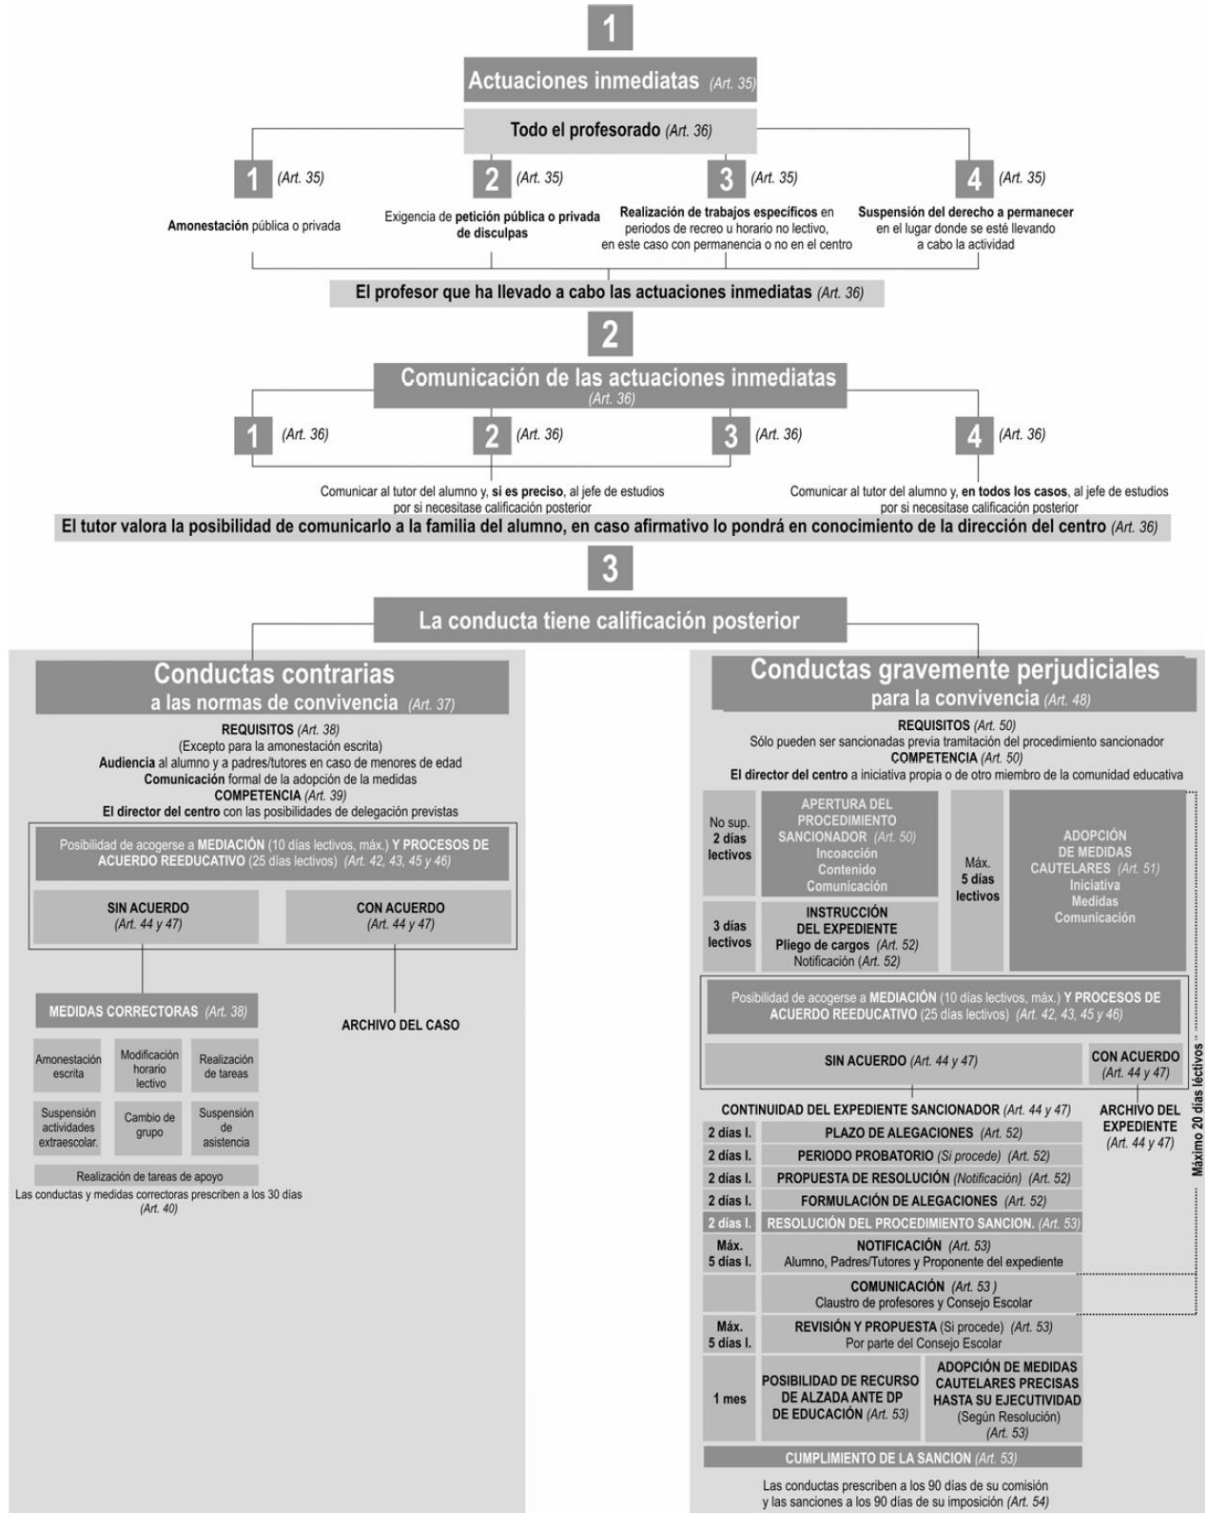 1
Actuaciones inmediatas (Art. 35)
Todo el profesorado (Art. 36)
1 (Art. 35)
Amonestación pública o privada
2 (Art. 35)
Exigencia de petición pública o privada
de disculpas
3 (Art. 35)
Realización de trabajos específicos en
periodos de recreo u horario no lectivo,
en este caso con permanencia o no en el centro
4 (Art. 35)
Suspensión del derecho a permanecer
en el lugar donde se esté llevando
a cabo la actividad
El profesor que ha llevado a cabo las actuaciones inmediatas (Art. 36)
2
Comunicación de las actuaciones inmediatas
(Art. 36)
1 (Art. 36)
2 (Art. 36)
3 (Art. 36)
4 (Art. 36)
Comunicar al tutor del alumno y, si es preciso, al jefe de estudios
por si necesitase calificación posterior
Comunicar al tutor del alumno y, en todos los casos, al jefe de estudios
por si necesitase calificación posterior
El tutor valora la posibilidad de comunicarlo a la familia del alumno, en caso afirmativo lo pondrá en conocimiento de la dirección del centro (Art. 36)
3
La conducta tiene calificación posterior
Conductas contrarias
a las normas de convivencia (Art. 37)
REQUISITOS (Art. 38)
(Excepto para la amonestación escrita)
Audiencia al alumno y a padres/tutores en caso de menores de edad
Comunicación formal de la adopción de la medidas
COMPETENCIA (Art. 39)
El director del centro con las posibilidades de delegación previstas
Posibilidad de acogerse a MEDIACIÓN (10 días lectivos, máx.) Y PROCESOS DE
ACUERDO REEDUCATIVO (25 días lectivos) (Art. 42, 43, 45 y 46)
SIN ACUERDO
(Art. 44 y 47)
CON ACUERDO
(Art. 44 y 47)
MEDIDAS CORRECTORAS (Art. 38)
ARCHIVO DEL CASO
Amonestación
escrita
Modificación
horario
lectivo
Realización
de tareas
Suspensión
actividades
extraescolar.
Cambio de
grupo
Suspensión
de
asistencia
Realización de tareas de apoyo
Las conductas y medidas correctoras prescriben a los 30 días
(Art. 40)
Conductas gravemente perjudiciales
para la convivencia (Art. 48)
REQUISITOS (Art. 50)
Sólo pueden ser sancionadas previa tramitación del procedimiento sancionador
COMPETENCIA (Art. 50)
El director del centro a iniciativa propia o de otro miembro de la comunidad educativa
No sup.
2 días
lectivos
APERTURA DEL
PROCEDIMIENTO
SANCIONADOR (Art. 50)
Incoacción
Contenido
Comunicación
Máx.
5 días
lectivos
ADOPCIÓN
DE MEDIDAS
CAUTELARES (Art. 51)
Iniciativa
Medidas
Comunicación
3 días
lectivos
INSTRUCCIÓN
DEL EXPEDIENTE
Pliego de cargos (Art. 52)
Notificación (Art. 52)
Posibilidad de acogerse a MEDIACIÓN (10 días lectivos, máx.) Y PROCESOS DE
ACUERDO REEDUCATIVO (25 días lectivos) (Art. 42, 43, 45 y 46)
SIN ACUERDO (Art. 44 y 47)
CON ACUERDO
(Art. 44 y 47)
CONTINUIDAD DEL EXPEDIENTE SANCIONADOR (Art. 44 y 47)
ARCHIVO DEL
EXPEDIENTE
(Art. 44 y 47)
2 días l. PLAZO DE ALEGACIONES (Art. 52)
2 días l. PERIODO PROBATORIO (Si procede) (Art. 52)
2 días l. PROPUESTA DE RESOLUCIÓN (Notificación) (Art. 52)
2 días l. FORMULACIÓN DE ALEGACIONES (Art. 52)
2 días l. RESOLUCIÓN DEL PROCEDIMIENTO SANCION. (Art. 53)
Máx.
5 días l.
NOTIFICACIÓN (Art. 53)
Alumno, Padres/Tutores y Proponente del expediente
COMUNICACIÓN (Art. 53 )
Claustro de profesores y Consejo Escolar
Máx.
5 días l.
REVISIÓN Y PROPUESTA (Si procede) (Art. 53)
Por parte del Consejo Escolar
1 mes
POSIBILIDAD DE RECURSO
DE ALZADA ANTE DP
DE EDUCACIÓN (Art. 53)
ADOPCIÓN DE MEDIDAS
CAUTELARES PRECISAS
HASTA SU EJECUTIVIDAD
(Según Resolución)
(Art. 53)
CUMPLIMIENTO DE LA SANCION (Art. 53)
Las conductas prescriben a los 90 días de su comisión
y las sanciones a los 90 días de su imposición (Art. 54)
Máximo 20 días léctivos